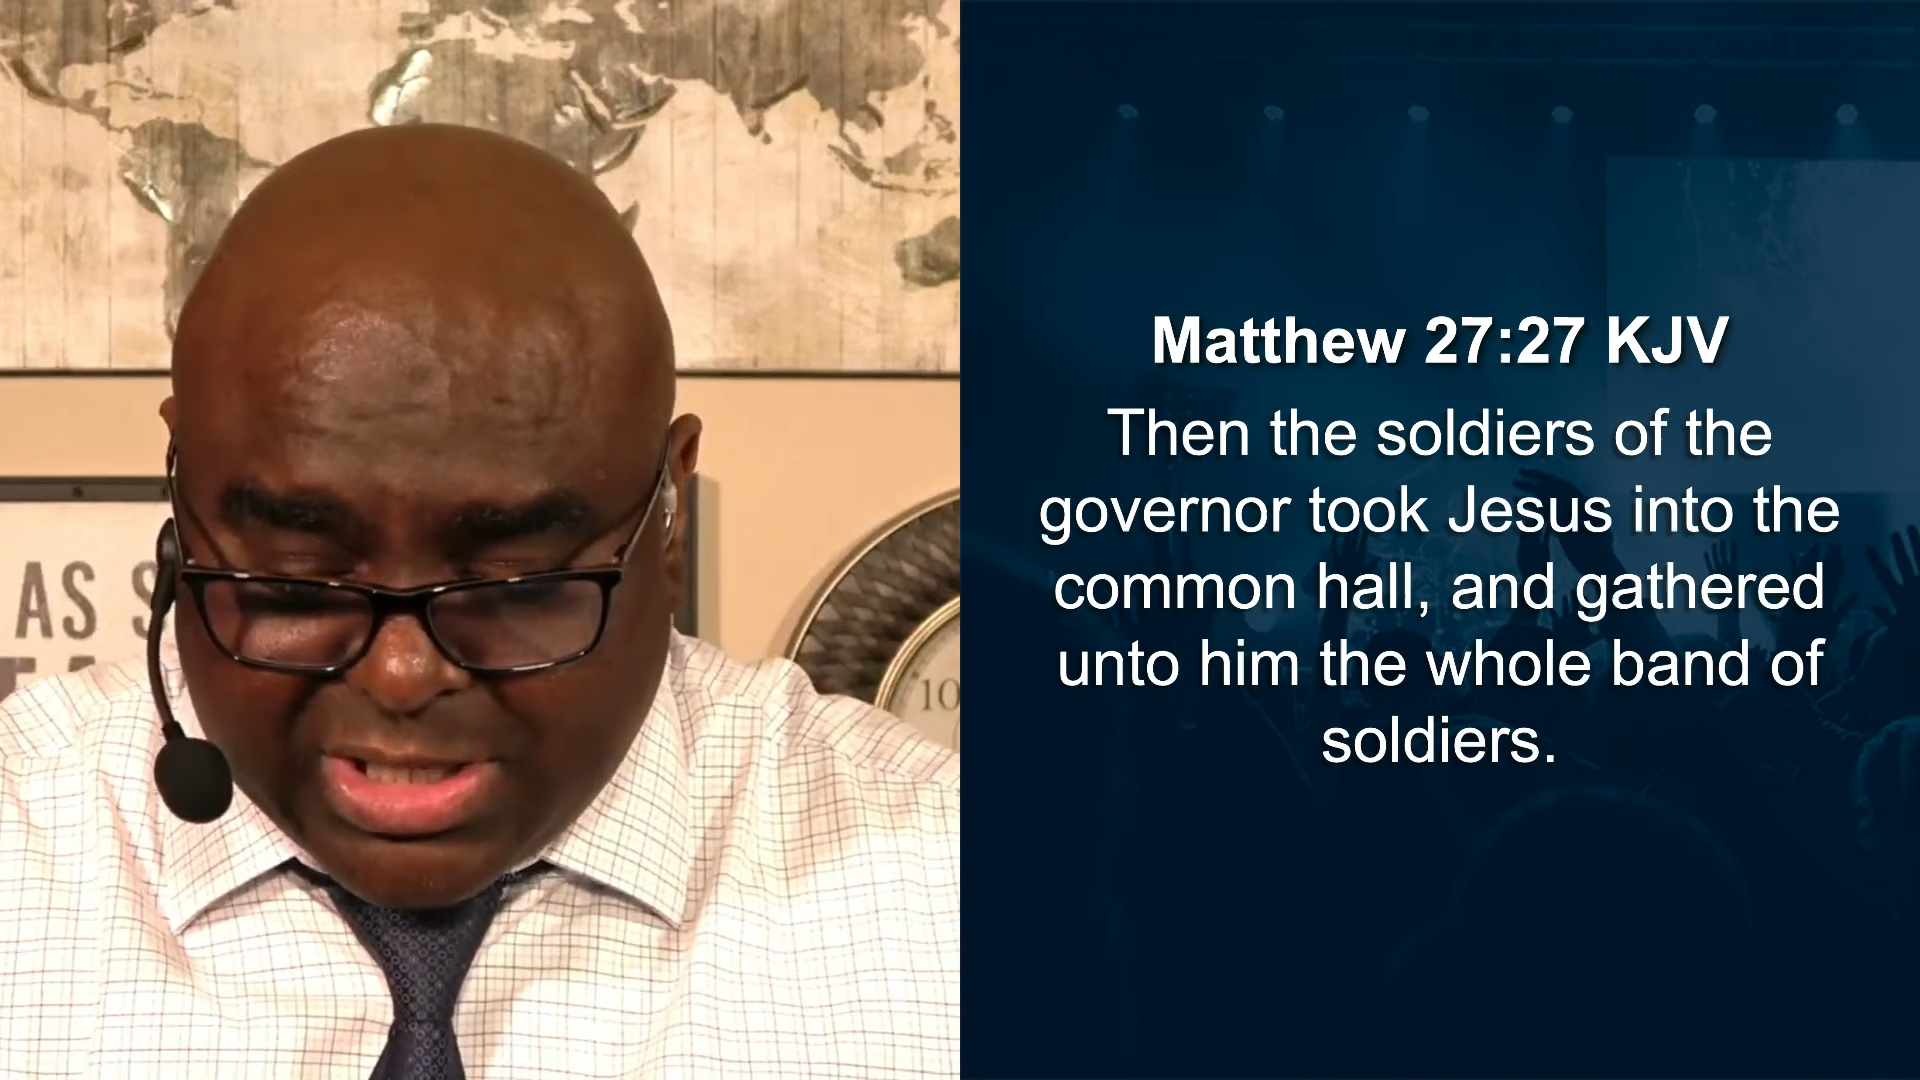 AS
10
Matthew 27:27 KJV
Then the soldiers of the
governor took Jesus into the
common hall, and gathered
unto him the whole band of
soldiers.